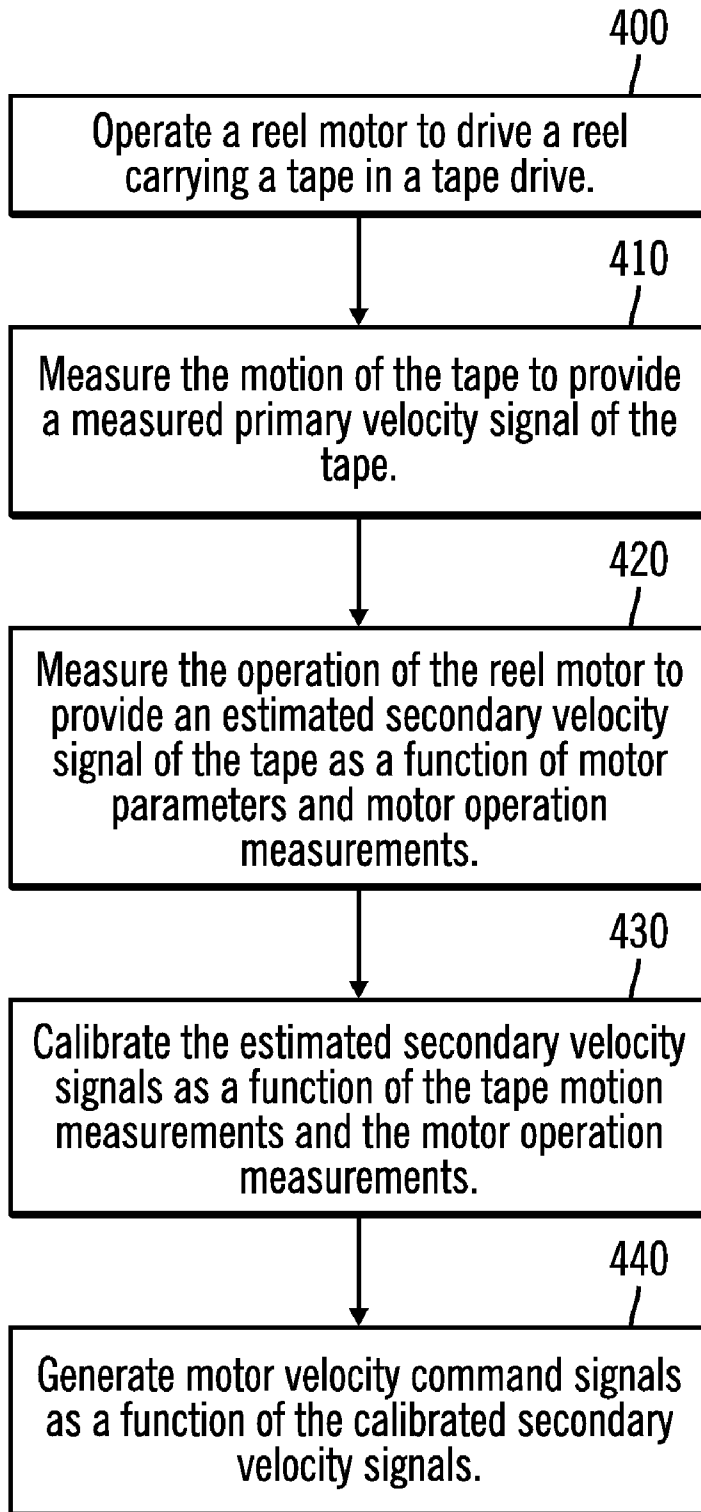 400
Operate a reel motor to drive a reel
carrying a tape in a tape drive.
410
Measure the motion of the tape to provide
a measured primary velocity signal of the
tape.
420
Measure the operation of the reel motor to
provide an estimated secondary velocity
signal of the tape as a function of motor
parameters and motor operation
measurements.
430
Calibrate the estimated secondary velocity
signals as a function of the tape motion
measurements and the motor operation
measurements.
440
Generate motor velocity command signals
as a function of the calibrated secondary
velocity signals.